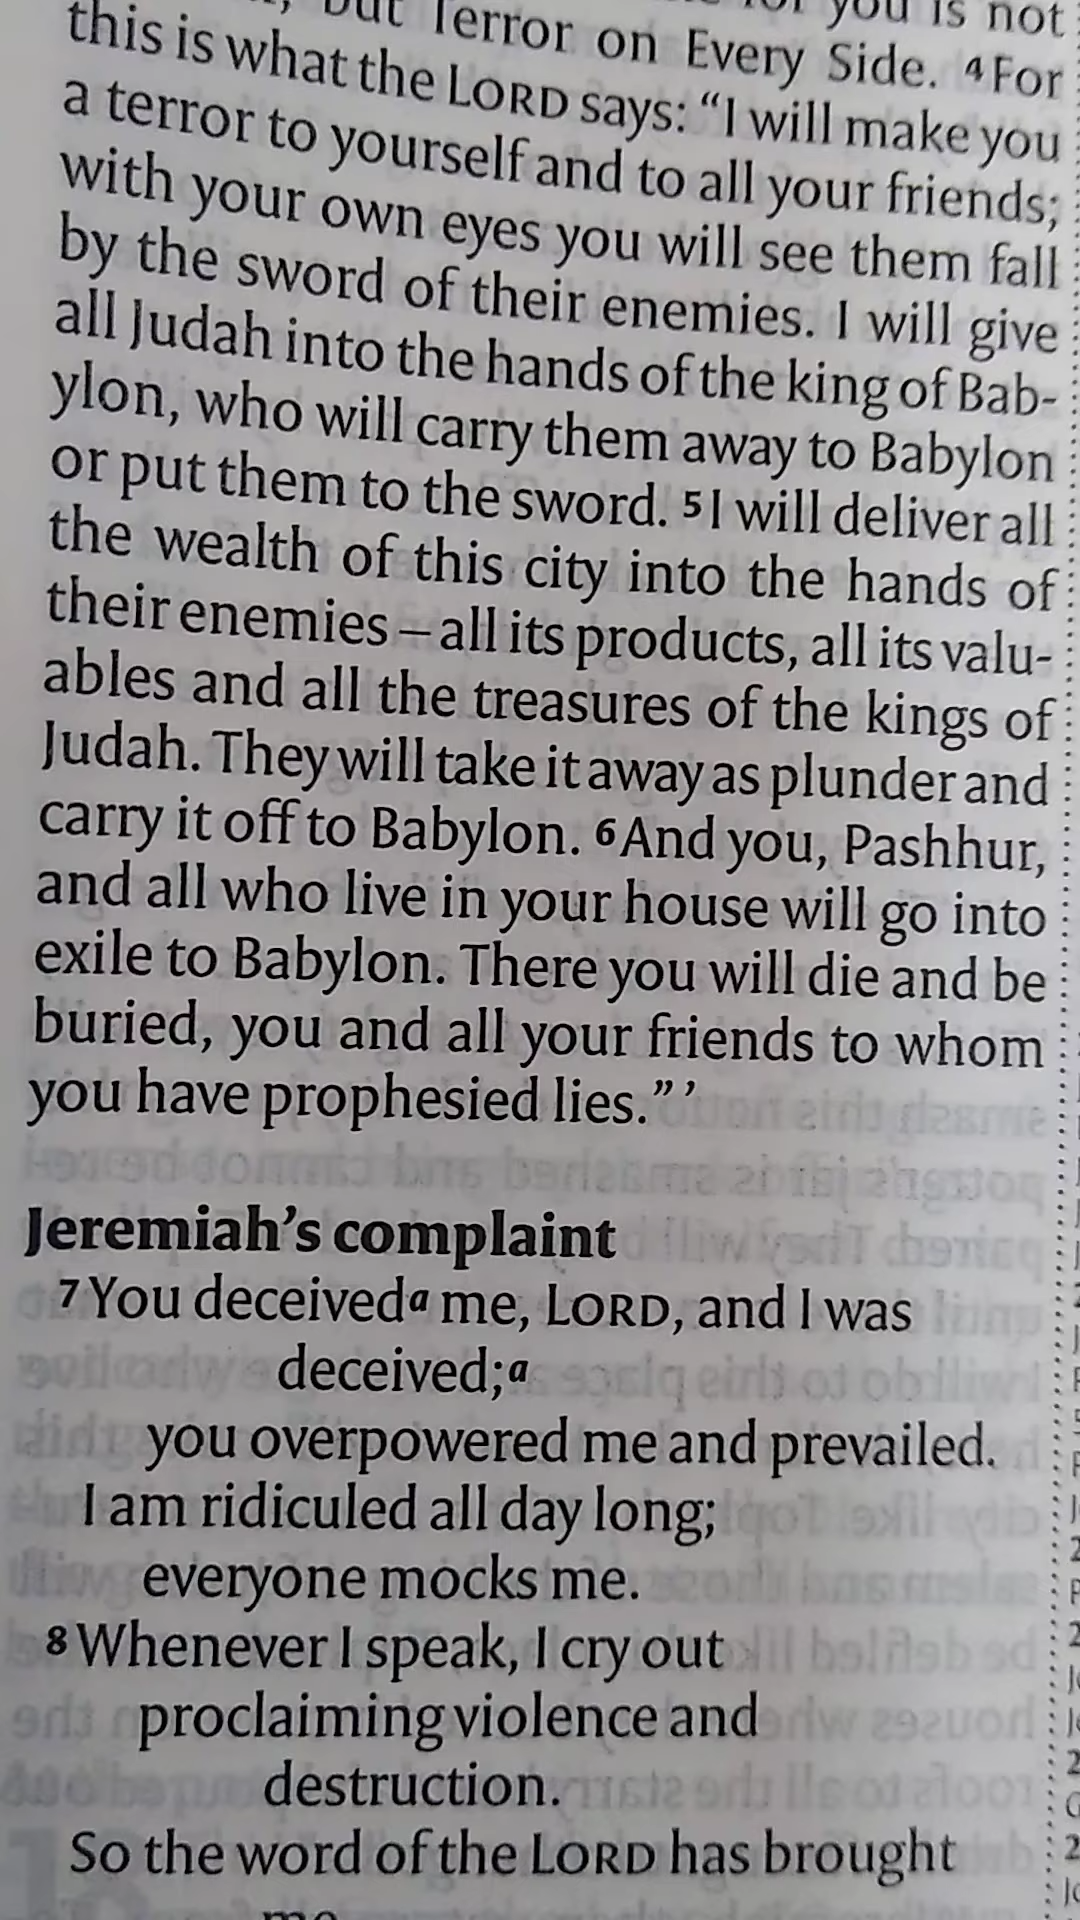 but Terror on Every Side. 4 For
this is what the LORD says: “I will make you
a terror to yourself and to all your friends;
with your own eyes you will see them fall
by the sword of their enemies. I will give
all Judah into the hands of the king of Bab-
ylon, who will carry them away to Babylon
or put them to the sword. 5 I will deliver all
the wealth of this city into the hands of
their enemies – all its products, all its valu-
ables and all the treasures of the kings of
Judah. They will take it away as plunder and
carry it off to Babylon. 6 And you, Pashhur,
and all who live in your house will go into
exile to Babylon. There you will die and be
buried, you and all your friends to whom
you have prophesied lies.” ’
Jeremiah’s complaint
7 You deceived a me, LORD, and I was
deceived; a
you overpowered me and prevailed.
I am ridiculed all day long;
everyone mocks me.
8 Whenever I speak, I cry out
proclaiming violence and
destruction.
So the word of the LORD has brought
me